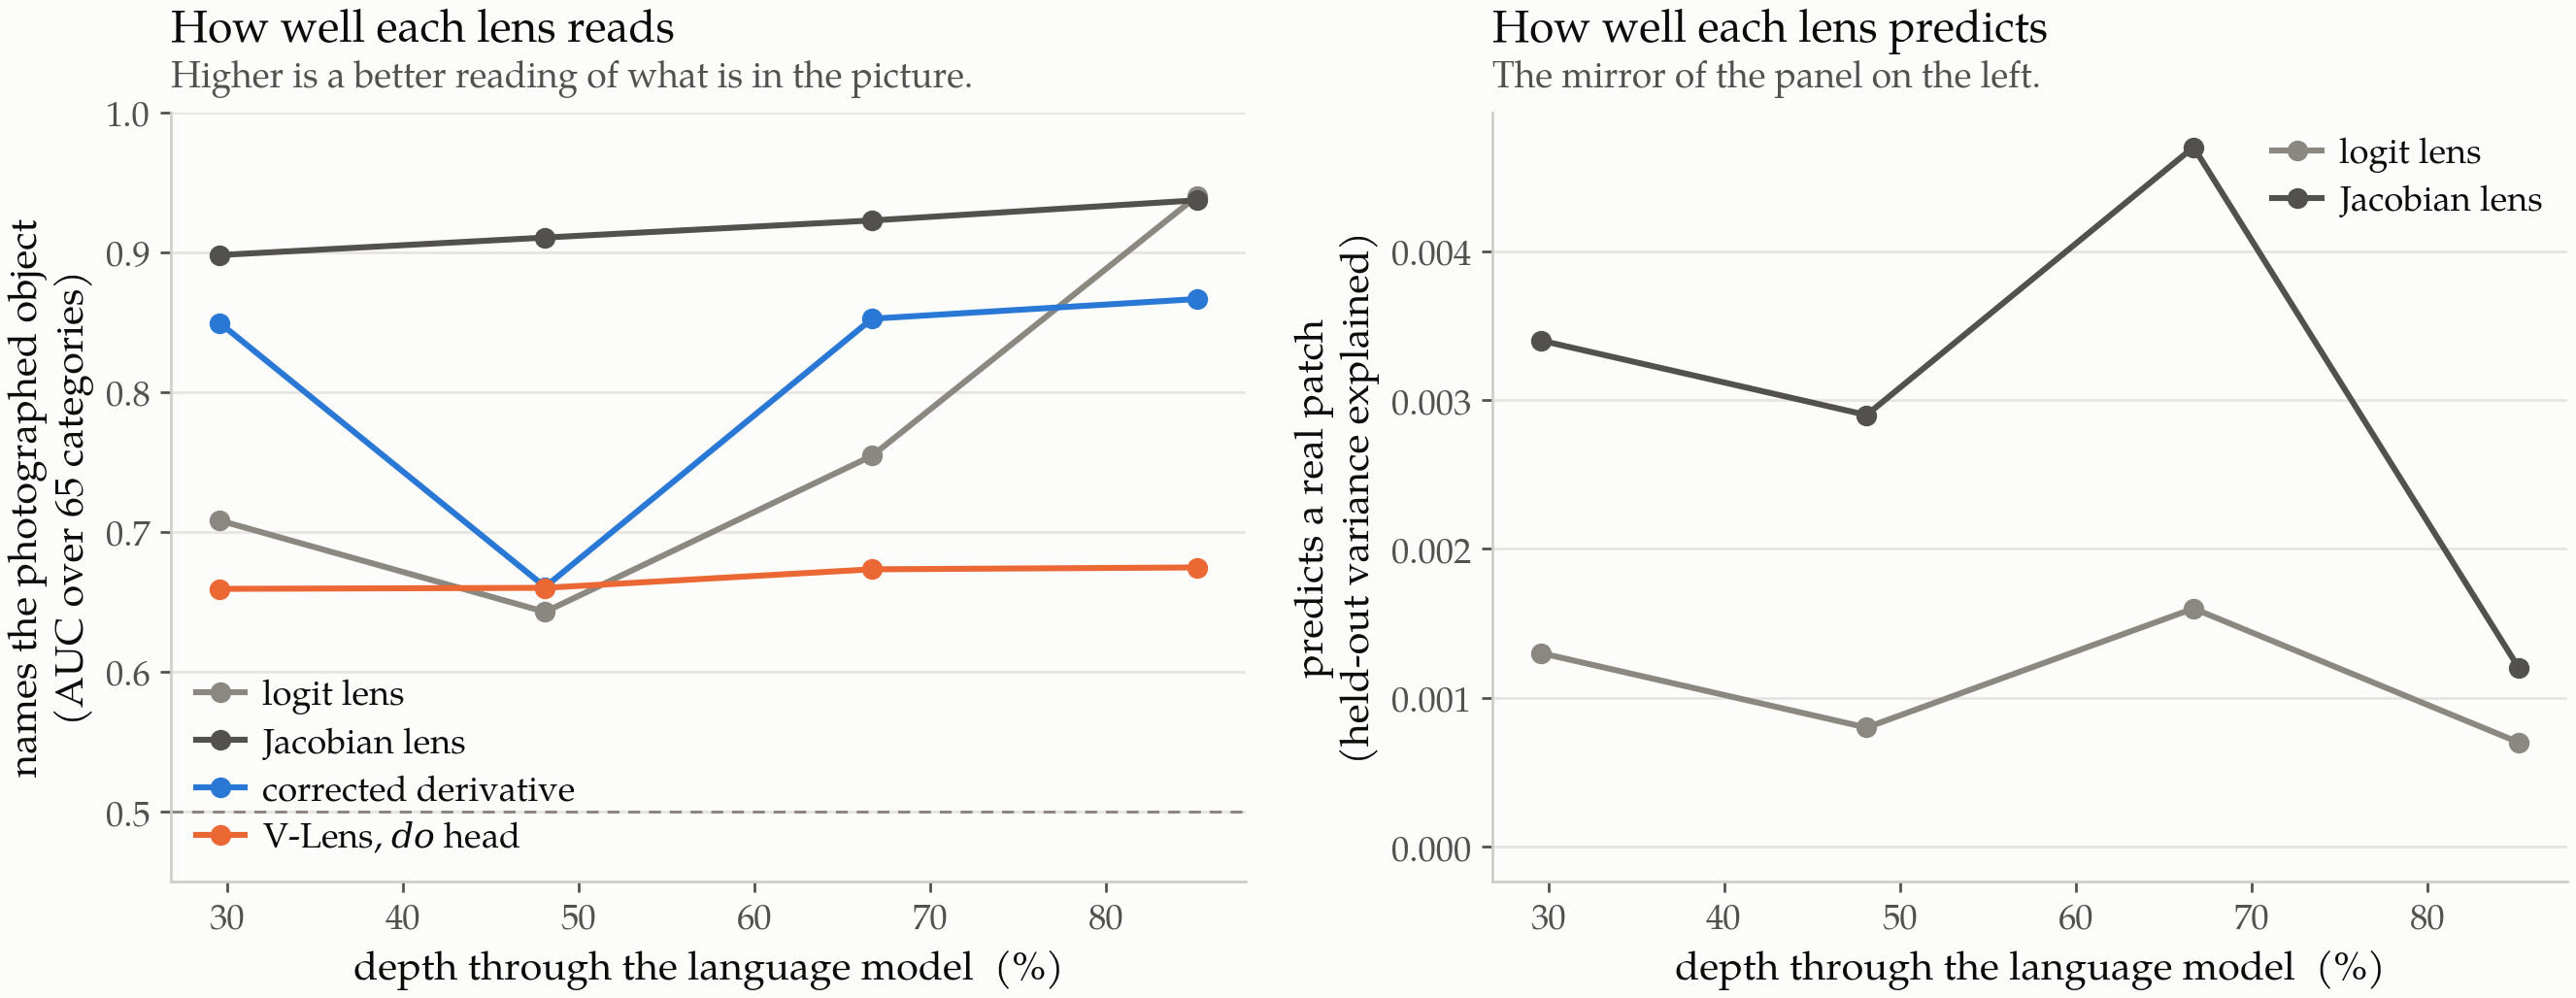 How well each lens reads
Higher is a better reading of what is in the picture.
names the photographed object
(AUC over 65 categories)
1.0
0.9
0.8
0.7
0.6
0.5
logit lens
Jacobian lens
corrected derivative
V-Lens, do head
30 40 50 60 70 80
depth through the language model (%)
How well each lens predicts
The mirror of the panel on the left.
predicts a real patch
(held-out variance explained)
0.004
0.003
0.002
0.001
0.000
logit lens
Jacobian lens
30 40 50 60 70 80
depth through the language model (%)